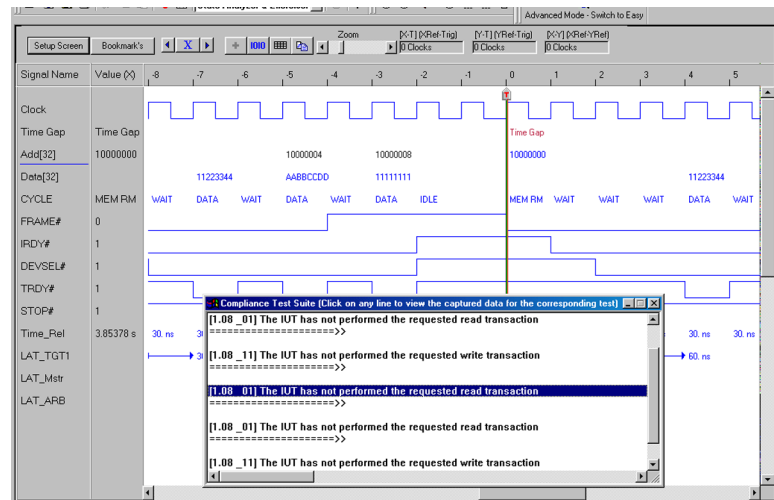 State Analyzer & Exerciser
Advanced Mode - Switch to Easy
Setup Screen Bookmark's X 1010 Zoom [X-T] (XRef-Trig) [Y-T] (YRef-Trig) [X-Y] (XRef-YRef)
0 Clocks 0 Clocks 0 Clocks
Signal Name Value (X) -8 -7 -6 -5 -4 -3 -2 -1 0 1 2 3 4 5
T
Clock
Time Gap Time Gap Time Gap
Add[32] 10000000 10000004 10000008 10000000
Data[32] 11223344 AABBCCDD 11111111 11223344
CYCLE MEM RM WAIT DATA WAIT DATA WAIT DATA IDLE MEM RM WAIT WAIT WAIT DATA WAIT
FRAME# 0
IRDY# 1
DEVSEL# 1
TRDY# 1
STOP# 1
Time_Rel 3.85378 s 30. ns 30. ns 30. ns
LAT_TGT1 60. ns
LAT_Mstr
LAT_ARB
Compliance Test Suite (Click on any line to view the captured data for the corresponding test)
[1.08 _01] The IUT has not performed the requested read transaction
=====================>>
[1.08 _11] The IUT has not performed the requested write transaction
=====================>>
[1.08 _01] The IUT has not performed the requested read transaction
=====================>>
[1.08 _01] The IUT has not performed the requested read transaction
=====================>>
[1.08 _11] The IUT has not performed the requested write transaction